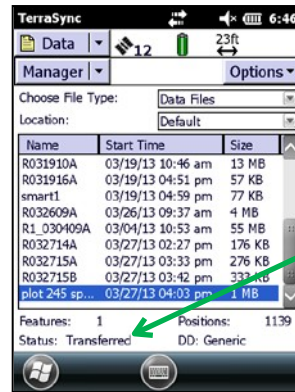 TerraSync 6:46
Data 12 23ft
Manager Options
Choose File Type: Data Files
Location: Default
Name Start Time Size
R031910A 03/19/13 10:46 am 13 MB
R031916A 03/19/13 04:51 pm 57 KB
smart1 03/19/13 04:59 pm 77 KB
R032609A 03/26/13 09:37 am 4 MB
R1_030409A 03/04/13 10:53 am 55 MB
R032714A 03/27/13 02:27 pm 176 KB
R032715A 03/27/13 03:33 pm 276 KB
R032715B 03/27/13 03:42 pm 333 KB
plot 245 sp... 03/27/13 04:03 pm 1 MB
Features: 1 Positions: 1139
Status: Transferred DD: Generic